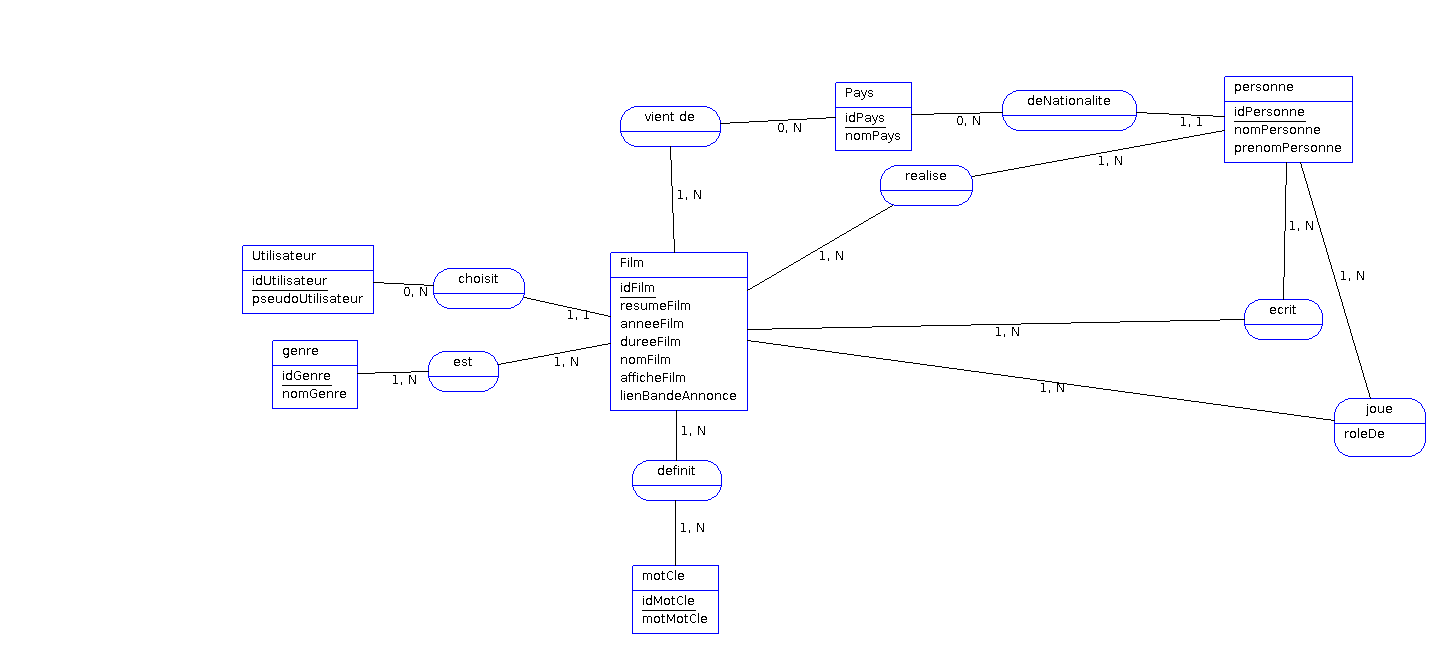 personne
idPersonne
nomPersonne
prenomPersonne
Pays
idPays
nomPays
deNationalite
0, N
1, 1
vient de
0, N
1, N
realise
1, N
1, N
Utilisateur
idUtilisateur
pseudoUtilisateur
choisit
0, N
1, 1
Film
idFilm
resumeFilm
anneeFilm
dureeFilm
nomFilm
afficheFilm
lienBandeAnnonce
1, N
ecrit
1, N
1, N
genre
idGenre
nomGenre
est
1, N
1, N
joue
roleDe
1, N
1, N
definit
1, N
motCle
idMotCle
motMotCle